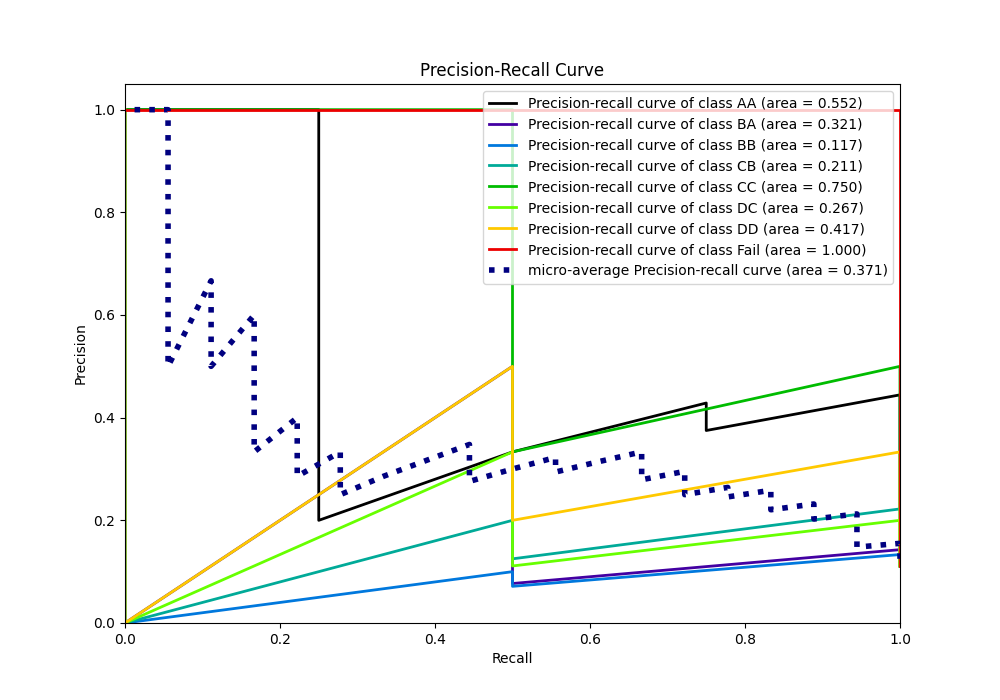 Precision-Recall Curve
Precision-recall curve of class AA (area = 0.552)
Precision-recall curve of class BA (area = 0.321)
Precision-recall curve of class BB (area = 0.117)
Precision-recall curve of class CB (area = 0.211)
Precision-recall curve of class CC (area = 0.750)
Precision-recall curve of class DC (area = 0.267)
Precision-recall curve of class DD (area = 0.417)
Precision-recall curve of class Fail (area = 1.000)
micro-average Precision-recall curve (area = 0.371)
Precision
1.0
0.8
0.6
0.4
0.2
0.0
0.0 0.2 0.4 0.6 0.8 1.0
Recall